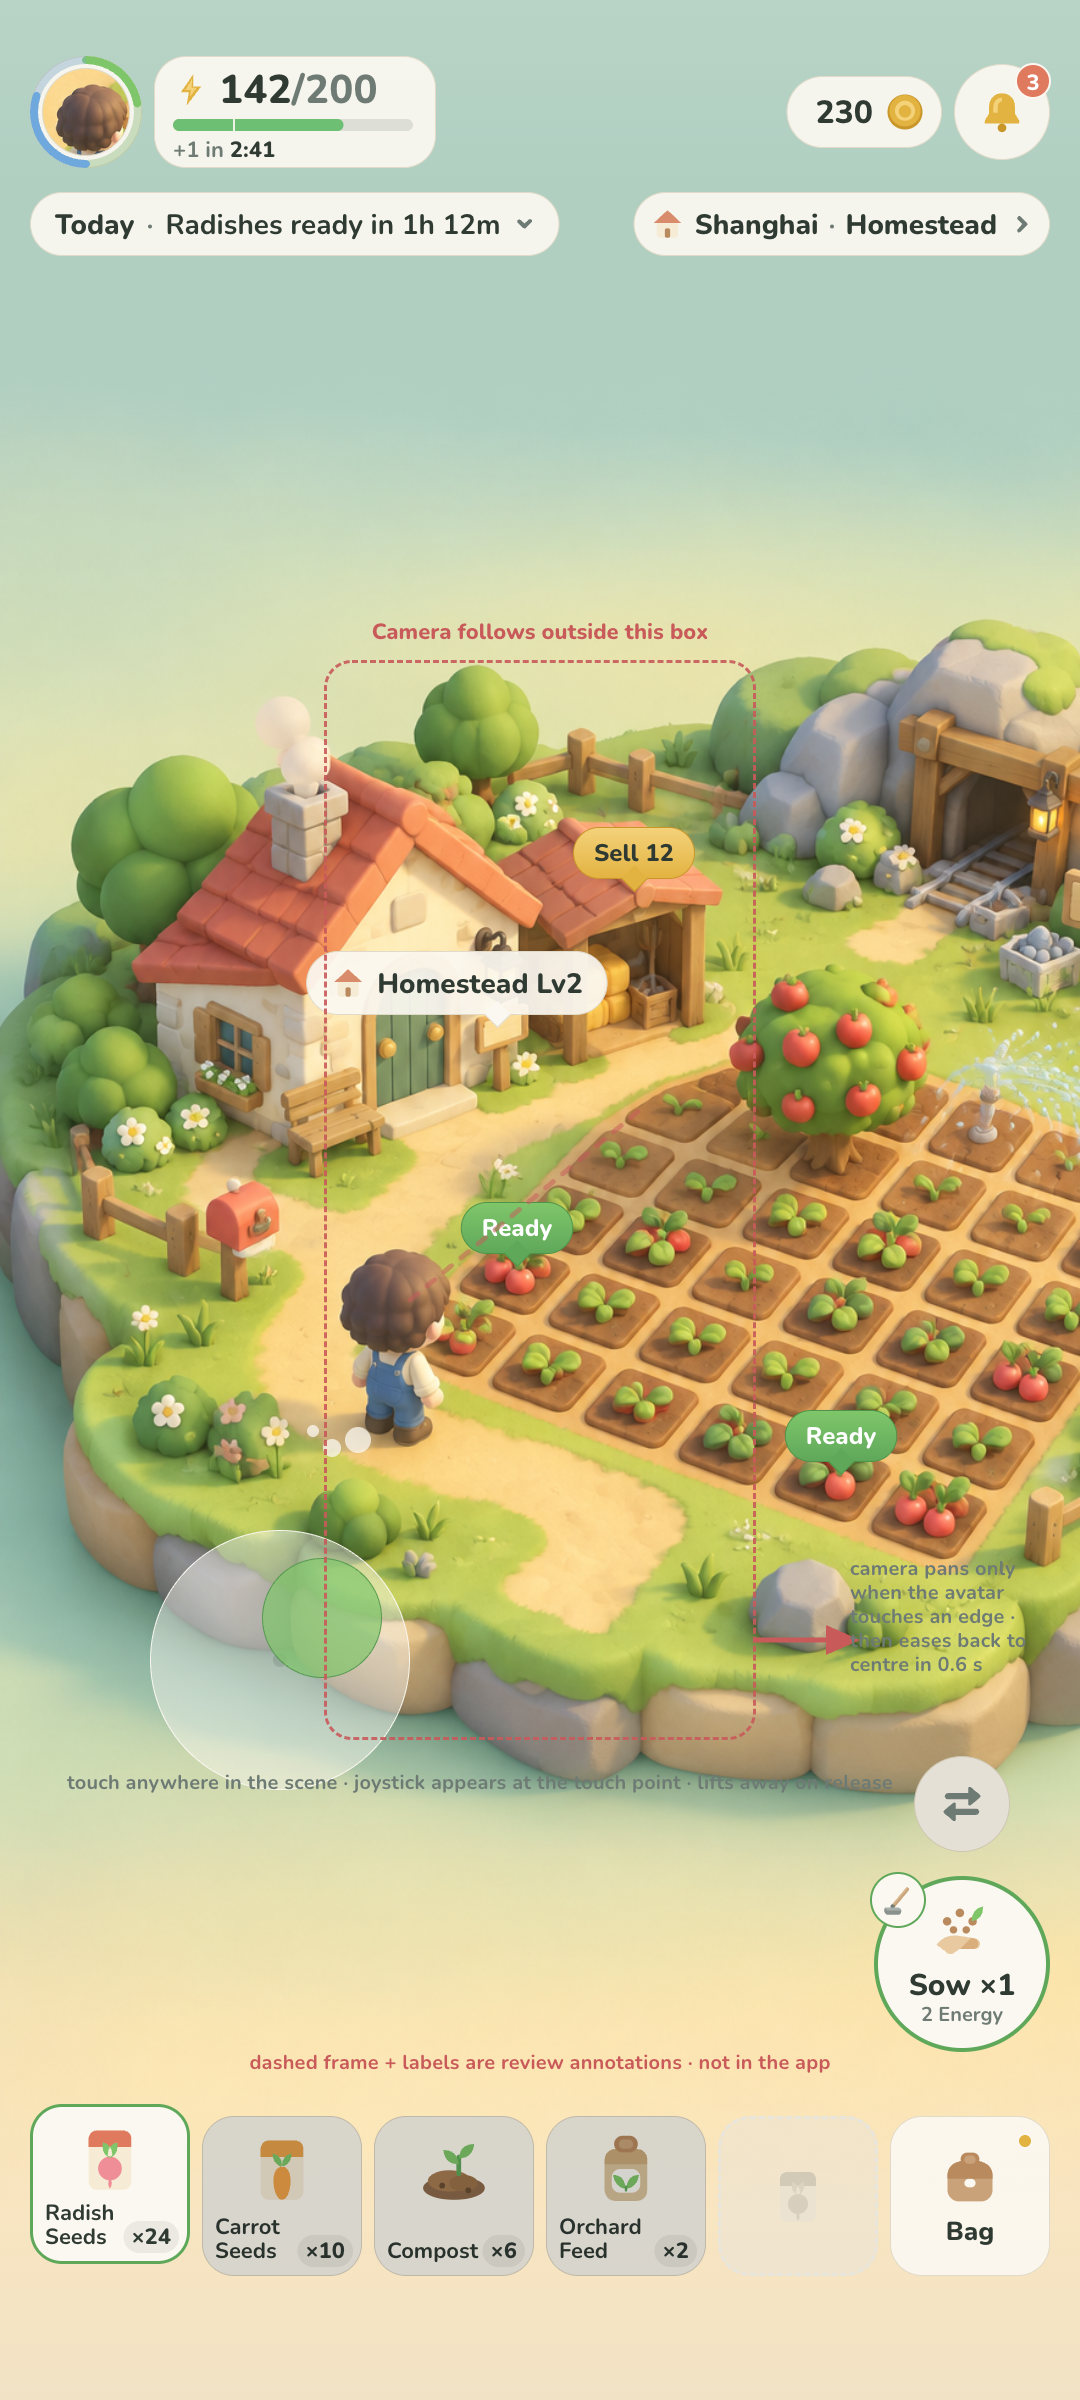 142/200
+1 in 2:41
230
3
Today · Radishes ready in 1h 12m
Shanghai · Homestead
Camera follows outside this box
Sell 12
Homestead Lv2
Ready
Ready
camera pans only
when the avatar
touches an edge ·
then eases back to
centre in 0.6 s
touch anywhere in the scene · joystick appears at the touch point · lifts away on release
Sow ×1
2 Energy
dashed frame + labels are review annotations · not in the app
Radish
Seeds ×24
Carrot
Seeds ×10
Compost ×6
Orchard
Feed ×2
Bag